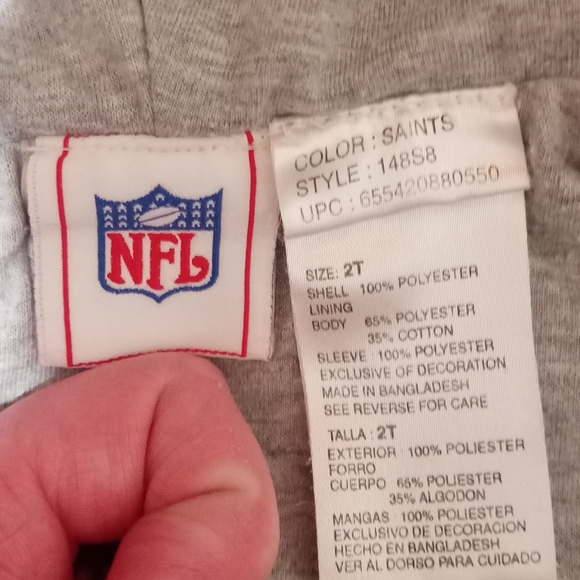 NFL
COLOR : SAINTS
STYLE : 148S8
UPC : 655420880550
SIZE: 2T
SHELL 100% POLYESTER
LINING
BODY 65% POLYESTER
35% COTTON
SLEEVE : 100% POLYESTER
EXCLUSIVE OF DECORATION
MADE IN BANGLADESH
SEE REVERSE FOR CARE
TALLA : 2T
EXTERIOR : 100% POLYESTER
FORRO
CUERPO 65% POLIESTER
35% ALGODON
MANGAS : 100% POLIESTER
EXCLUSIVO DE DECORACION
HECHO EN BANGLADESH
VER AL DORSO PARA CUIDADO